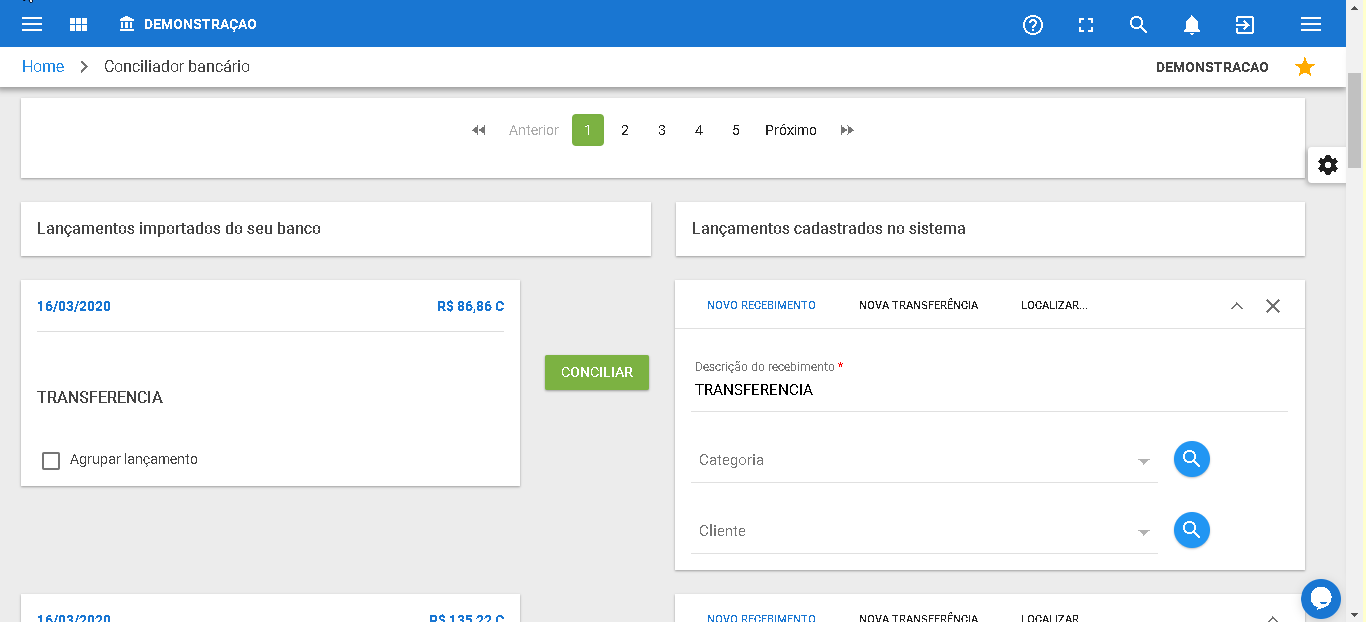 DEMONSTRAÇAO
Home > Conciliador bancário
DEMONSTRACAO
Anterior 1 2 3 4 5 Próximo
Lançamentos importados do seu banco
Lançamentos cadastrados no sistema
16/03/2020 R$ 86,86 C
TRANSFERENCIA
Agrupar lançamento
CONCILIAR
NOVO RECEBIMENTO NOVA TRANSFERÊNCIA LOCALIZAR...
Descrição do recebimento *
TRANSFERENCIA
Categoria
Cliente
16/03/2020 R$ 135,22 C
NOVO RECEBIMENTO NOVA TRANSFERÊNCIA LOCALIZAR...